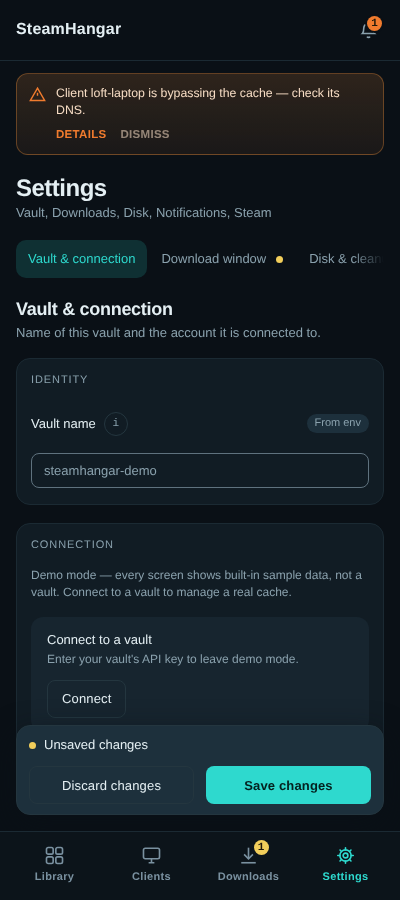 SteamHangar
1
Client loft-laptop is bypassing the cache — check its
DNS.
DETAILS DISMISS
Settings
Vault, Downloads, Disk, Notifications, Steam
Vault & connection Download window Disk & clean
Vault & connection
Name of this vault and the account it is connected to.
IDENTITY
Vault name i From env
steamhangar-demo
CONNECTION
Demo mode — every screen shows built-in sample data, not a
vault. Connect to a vault to manage a real cache.
Connect to a vault
Enter your vault's API key to leave demo mode.
Connect
Unsaved changes
Discard changes Save changes
1
Library Clients Downloads Settings